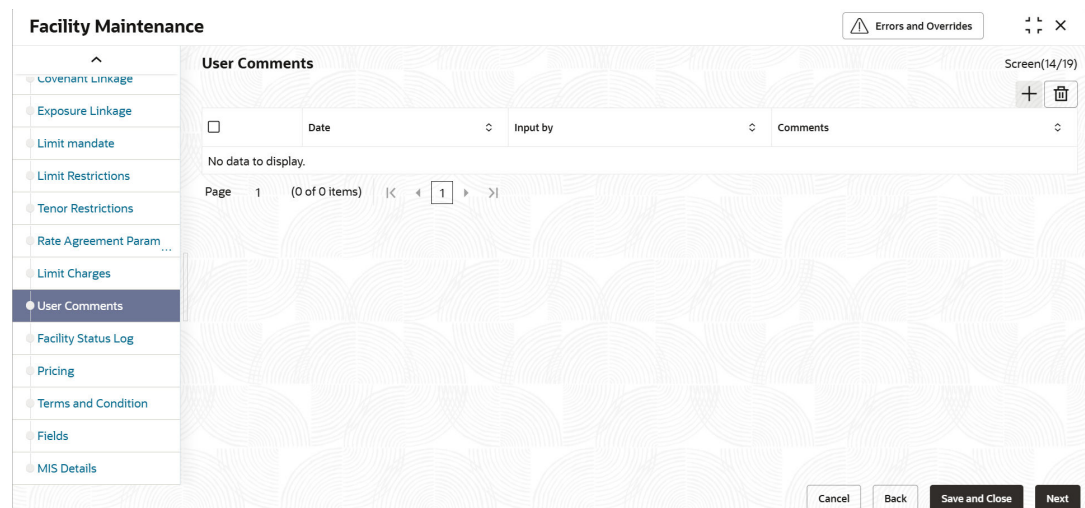 Facility Maintenance
Errors and Overrides
Covenant Linkage
Exposure Linkage
Limit mandate
Limit Restrictions
Tenor Restrictions
Rate Agreement Param...
Limit Charges
User Comments
Facility Status Log
Pricing
Terms and Condition
Fields
MIS Details
User Comments
Screen(14/19)
Date Input by Comments
No data to display.
Page 1 (0 of 0 items) 1
Cancel Back Save and Close Next